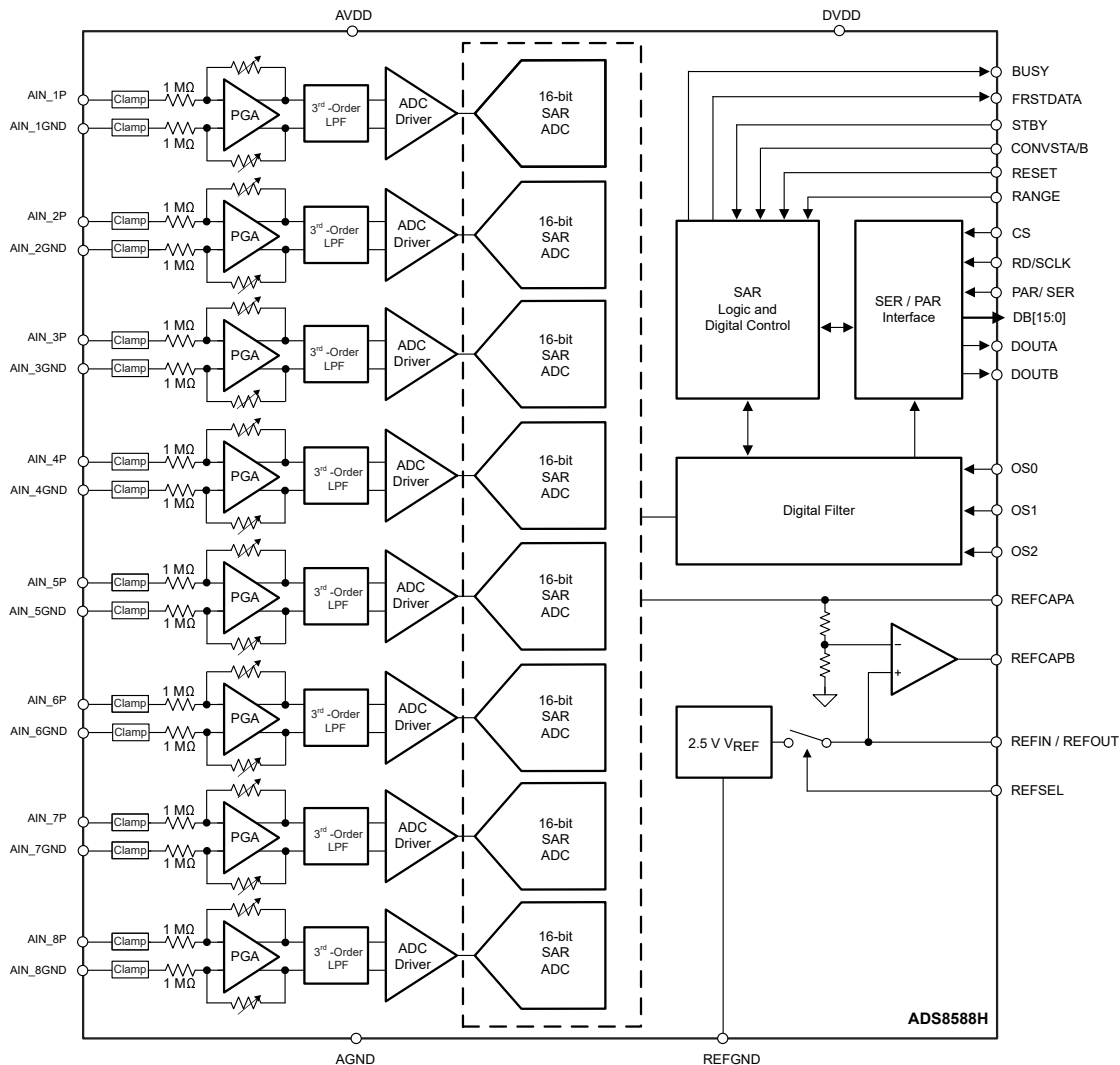 AVDD
DVDD
AIN_1P
Clamp
1 MΩ
AIN_1GND
Clamp
1 MΩ
PGA
3rd -Order
LPF
ADC
Driver
16-bit
SAR
ADC
AIN_2P
Clamp
1 MΩ
AIN_2GND
Clamp
1 MΩ
PGA
3rd -Order
LPF
ADC
Driver
16-bit
SAR
ADC
AIN_3P
Clamp
1 MΩ
AIN_3GND
Clamp
1 MΩ
PGA
3rd -Order
LPF
ADC
Driver
16-bit
SAR
ADC
AIN_4P
Clamp
1 MΩ
AIN_4GND
Clamp
1 MΩ
PGA
3rd -Order
LPF
ADC
Driver
16-bit
SAR
ADC
AIN_5P
Clamp
1 MΩ
AIN_5GND
Clamp
1 MΩ
PGA
3rd -Order
LPF
ADC
Driver
16-bit
SAR
ADC
AIN_6P
Clamp
1 MΩ
AIN_6GND
Clamp
1 MΩ
PGA
3rd -Order
LPF
ADC
Driver
16-bit
SAR
ADC
AIN_7P
Clamp
1 MΩ
AIN_7GND
Clamp
1 MΩ
PGA
3rd -Order
LPF
ADC
Driver
16-bit
SAR
ADC
AIN_8P
Clamp
1 MΩ
AIN_8GND
Clamp
1 MΩ
PGA
3rd -Order
LPF
ADC
Driver
16-bit
SAR
ADC
BUSY
FRSTDATA
STBY
CONVSTA/B
RESET
RANGE
CS
RD/SCLK
PAR/ SER
DB[15:0]
DOUTA
DOUTB
SAR
Logic and
Digital Control
SER / PAR
Interface
Digital Filter
OS0
OS1
OS2
REFCAPA
−
+
REFCAPB
2.5 V VREF
REFIN / REFOUT
REFSEL
ADS8588H
AGND
REFGND